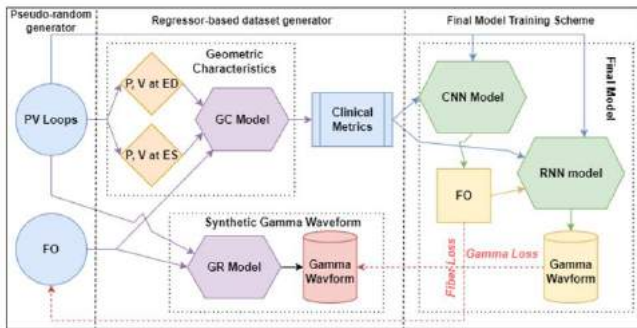 Pseudo-random
generator
Regressor-based dataset generator
Final Model Training Scheme
Geometric
Characteristics
Final Model
P, V at ED
CNN Model
PV Loops
GC Model
Clinical
Metrics
P, V at ES
RNN model
FO
Synthetic Gamma Waveform
FO
GR Model
Gamma
Wavform
Fiber-Loss
Gamma Loss
Gamma
Wavform